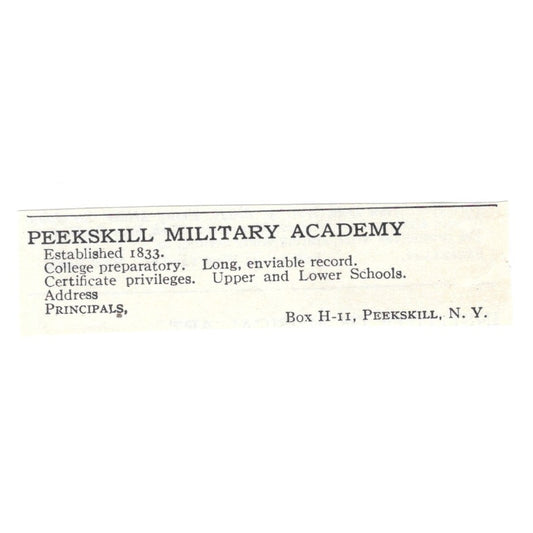 PEEKSKILL MILITARY ACADEMY
Established 1833.
College preparatory. Long, enviable record.
Certificate privileges. Upper and Lower Schools.
Address
PRINCIPALS,
Box H-11, PEEKSKILL, N. Y.